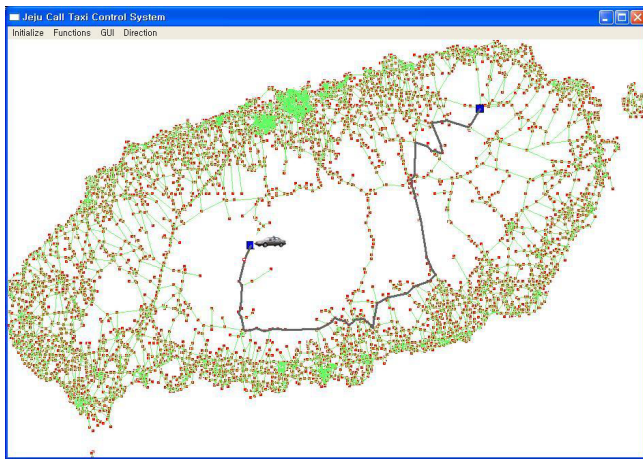 Jeju Call Taxi Control System
Initialize Functions GUI Direction